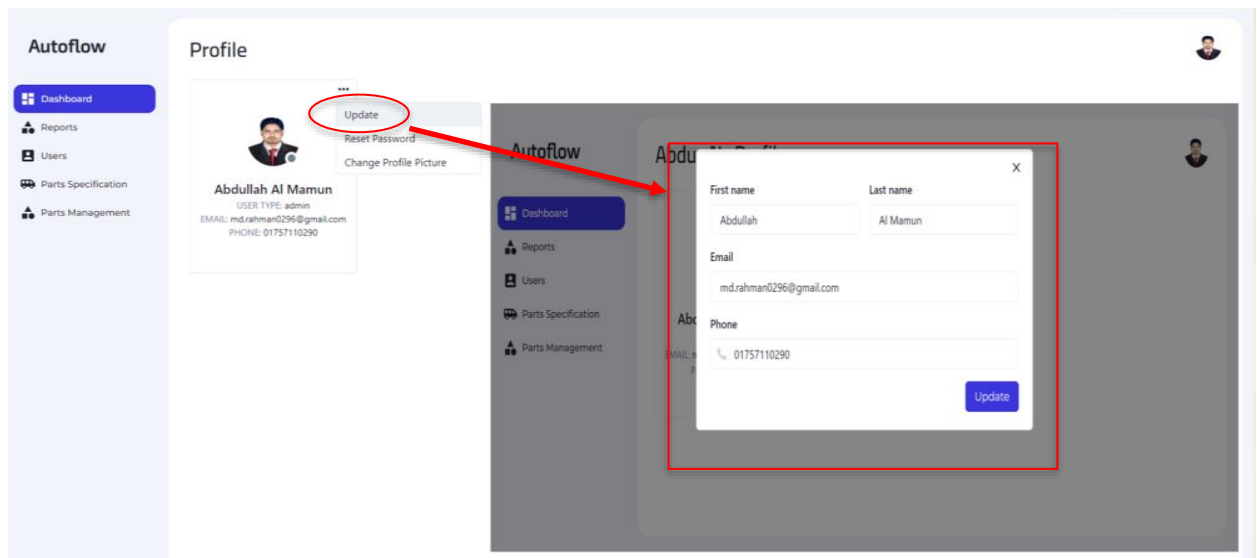 Autoflow
Profile
Dashboard
Reports
Users
Parts Specification
Parts Management
Update
Reset Password
Change Profile Picture
Abdullah Al Mamun
USER TYPE: admin
EMAIL: md.rahman0296@gmail.com
PHONE: 01757110290
Autoflow
Dashboard
Reports
Users
Parts Specification
Parts Management
X
First name Last name
Abdullah Al Mamun
Email
md.rahman0296@gmail.com
Phone
01757110290
Update